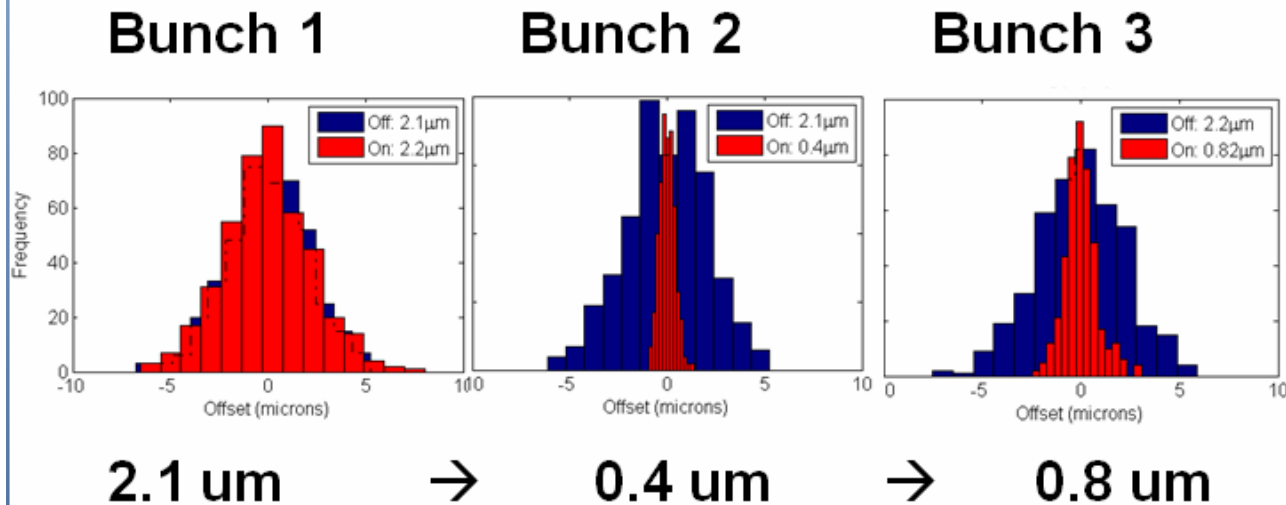 Bunch 1
Bunch 2
Bunch 3
100
80
60
40
20
0
Frequency
Off: 2.1μm
On: 2.2μm
-10 -5 0 5 10
Offset (microns)
Off: 2.1μm
On: 0.4μm
-5 0 5 10
Offset (microns)
Off: 2.2μm
On: 0.82μm
0 -5 0 5 10
Offset (microns)
2.1 um → 0.4 um → 0.8 um